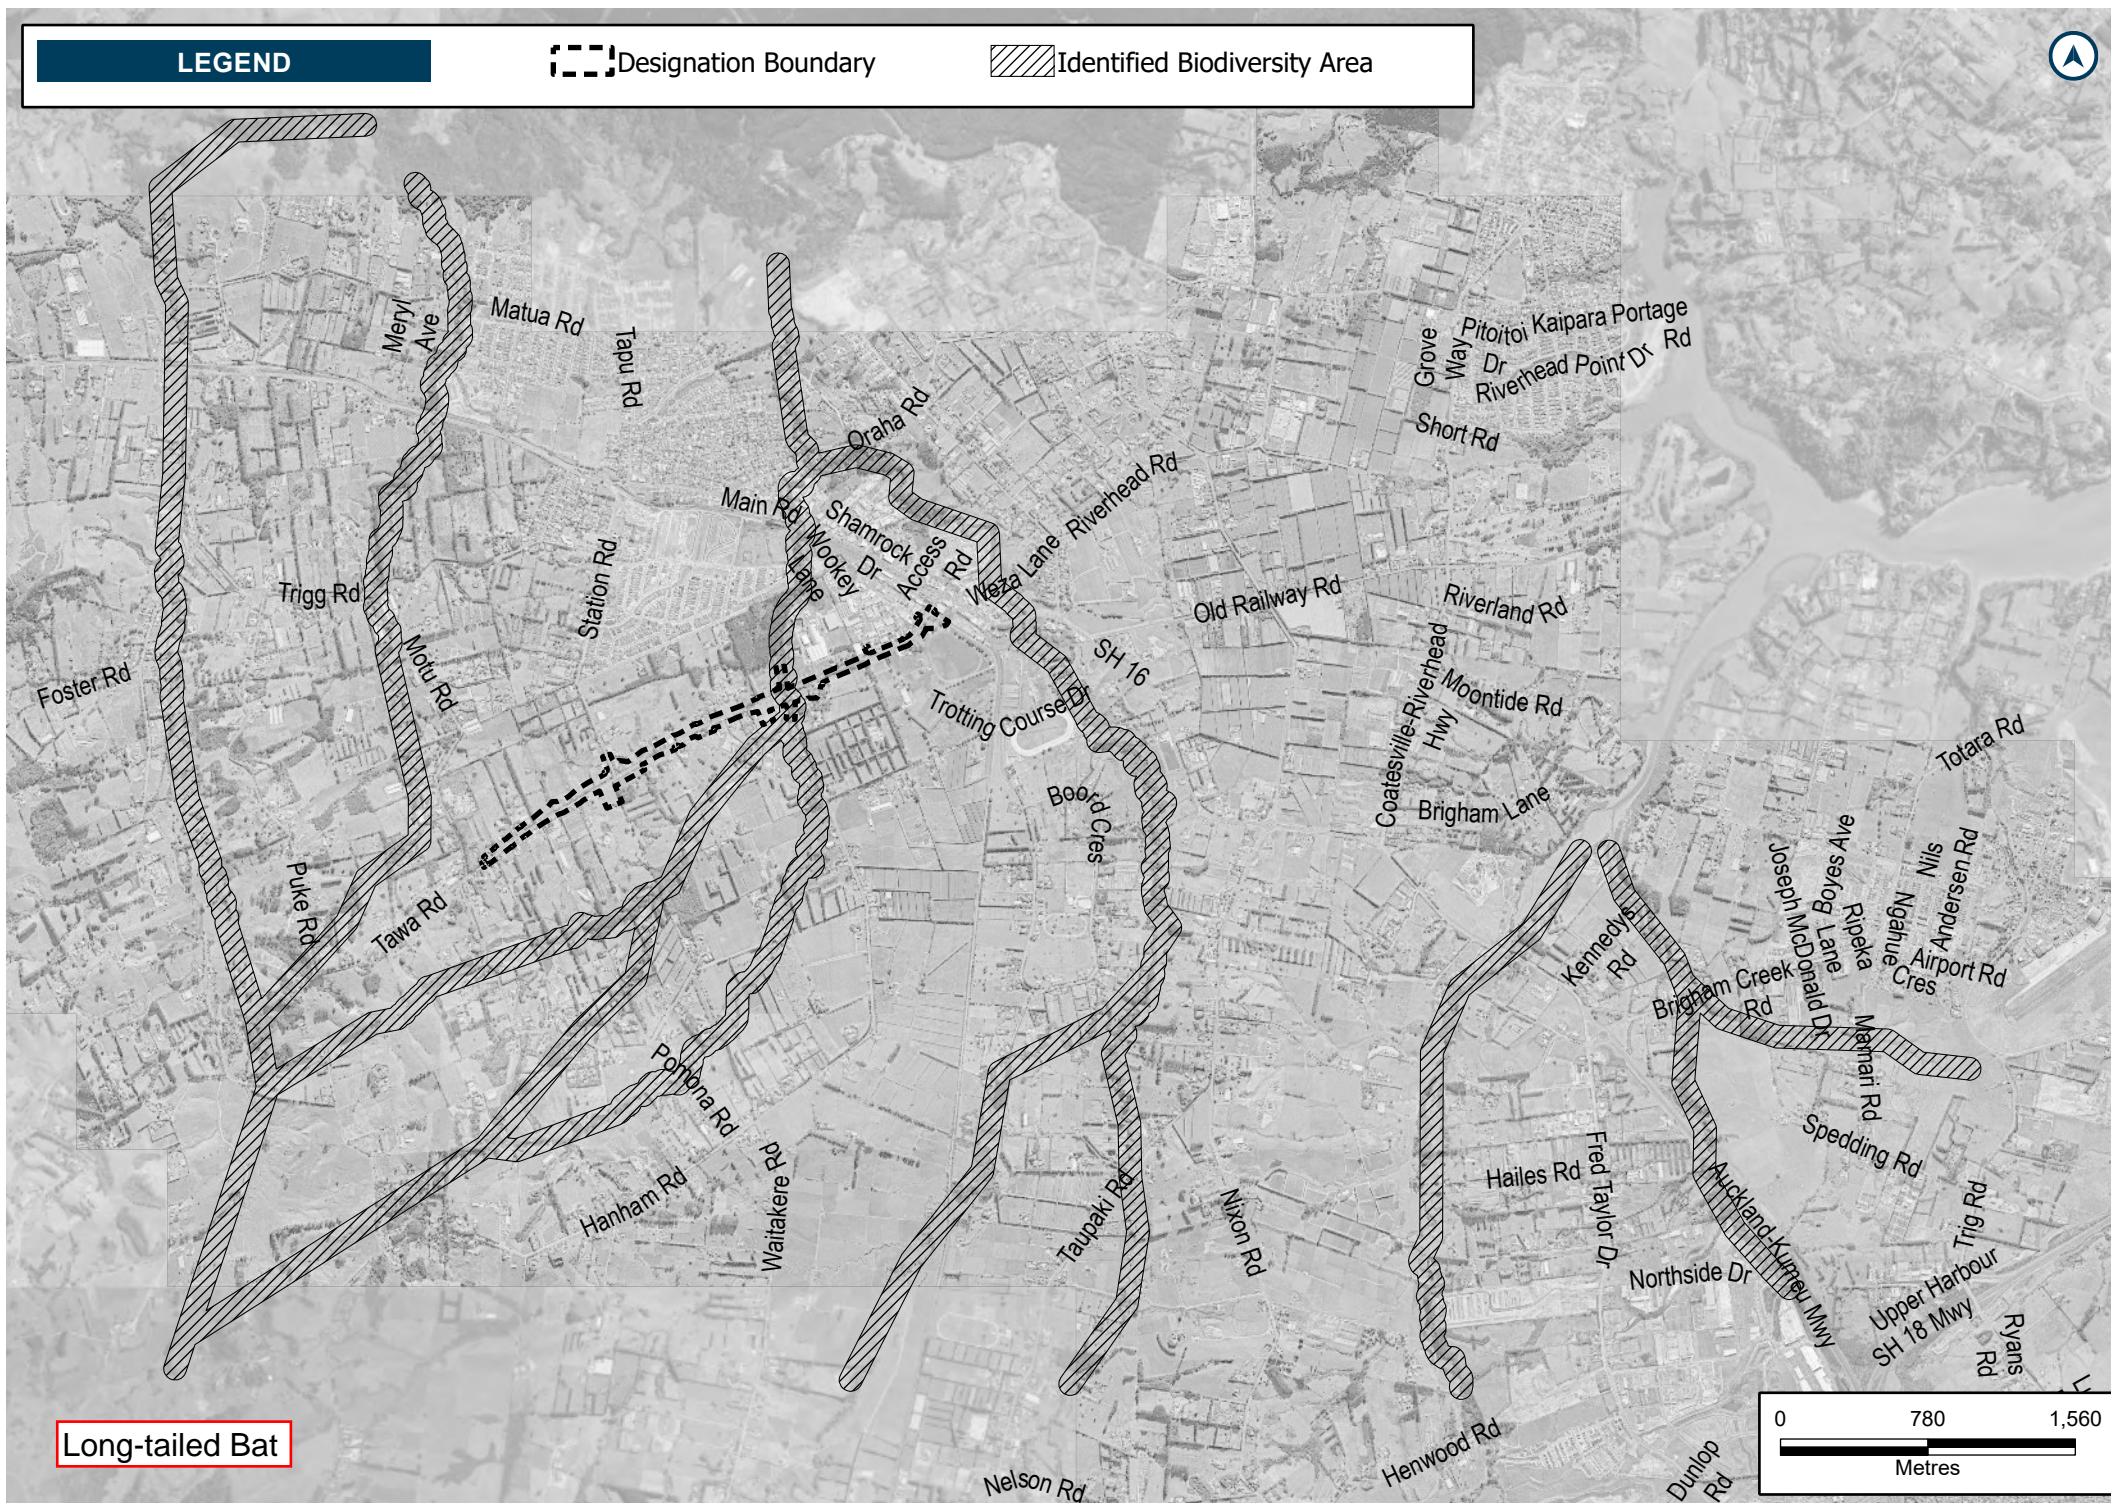 LEGEND
Designation Boundary
Identified Biodiversity Area
Meryl
Ave
Matua Rd
Tapu Rd
Oraha Rd
Grove
Way
Pitoitoi
Dr
Kaipara Portage
Rd
Riverhead Point Dr
Short Rd
Main Rd
Shamrock
Dr
Wookey
Lane
Access
Rd
Weza Lane
Riverhead Rd
Station Rd
Trigg Rd
Motu Rd
Foster Rd
Old Railway Rd
Riverland Rd
SH 16
Coatesville-Riverhead
Hwy
Moontide Rd
Trotting Course Dr
Boord
Cres
Brigham Lane
Totara Rd
Puke Rd
Tawa Rd
Kennedys
Rd
Joseph McDonald Dr
Boyes Ave
Lane
Ripeka
Nils
Andersen Rd
Ngahue
Cres
Airport Rd
Brigham Creek
Rd
Mamari Rd
Spedding Rd
Pomona Rd
Hanham Rd
Waitakere Rd
Taupaki Rd
Nixon Rd
Hailes Rd
Fred Taylor Dr
Northside Dr
Auckland-Kumeu Mwy
Trig Rd
Upper Harbour
SH 18 Mwy
Ryans
Rd
Long-tailed Bat
Nelson Rd
Henwood Rd
Dunlop
Rd
0 780 1,560
Metres